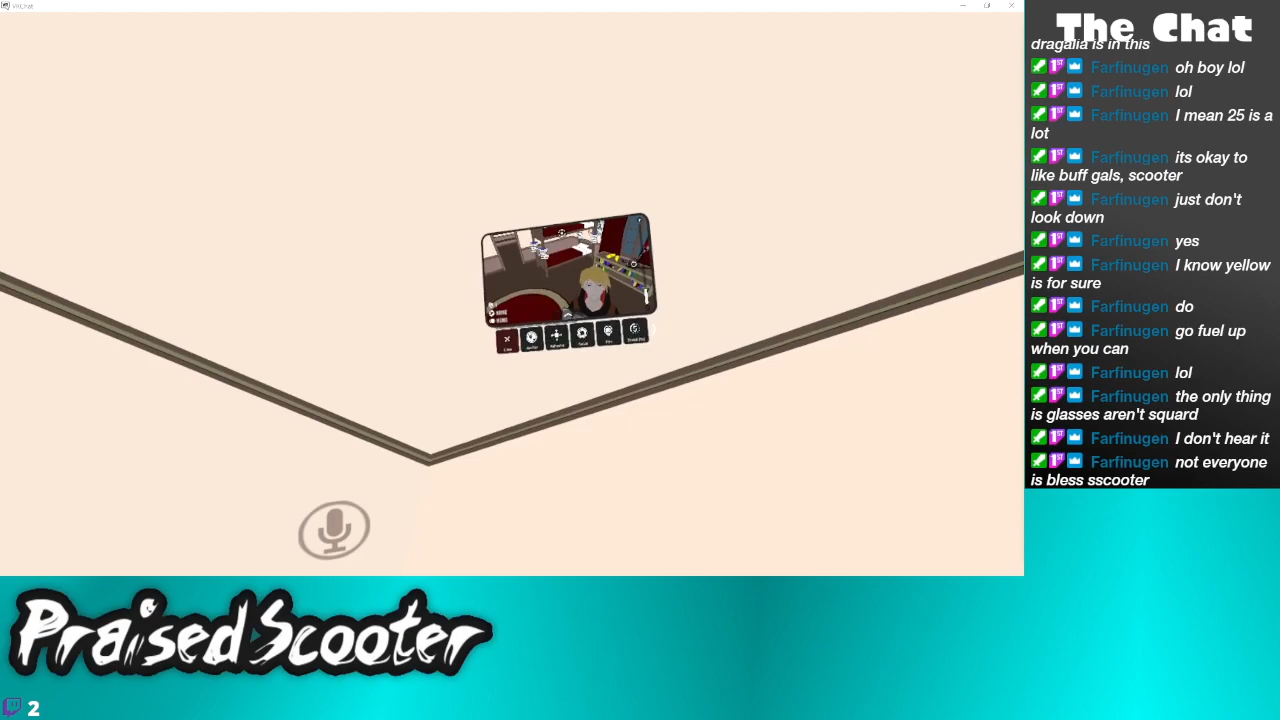 VRChat
The Chat
dragalia is in this
Farfinugen oh boy lol
Farfinugen lol
Farfinugen I mean 25 is a
lot
Farfinugen its okay to
like buff gals, scooter
Farfinugen just don't
look down
Farfinugen yes
Farfinugen I know yellow
is for sure
Farfinugen do
Farfinugen go fuel up
when you can
Farfinugen lol
Farfinugen the only thing
is glasses aren't squard
Farfinugen I don't hear it
Farfinugen not everyone
is bless sscooter
PraisedScooter
2